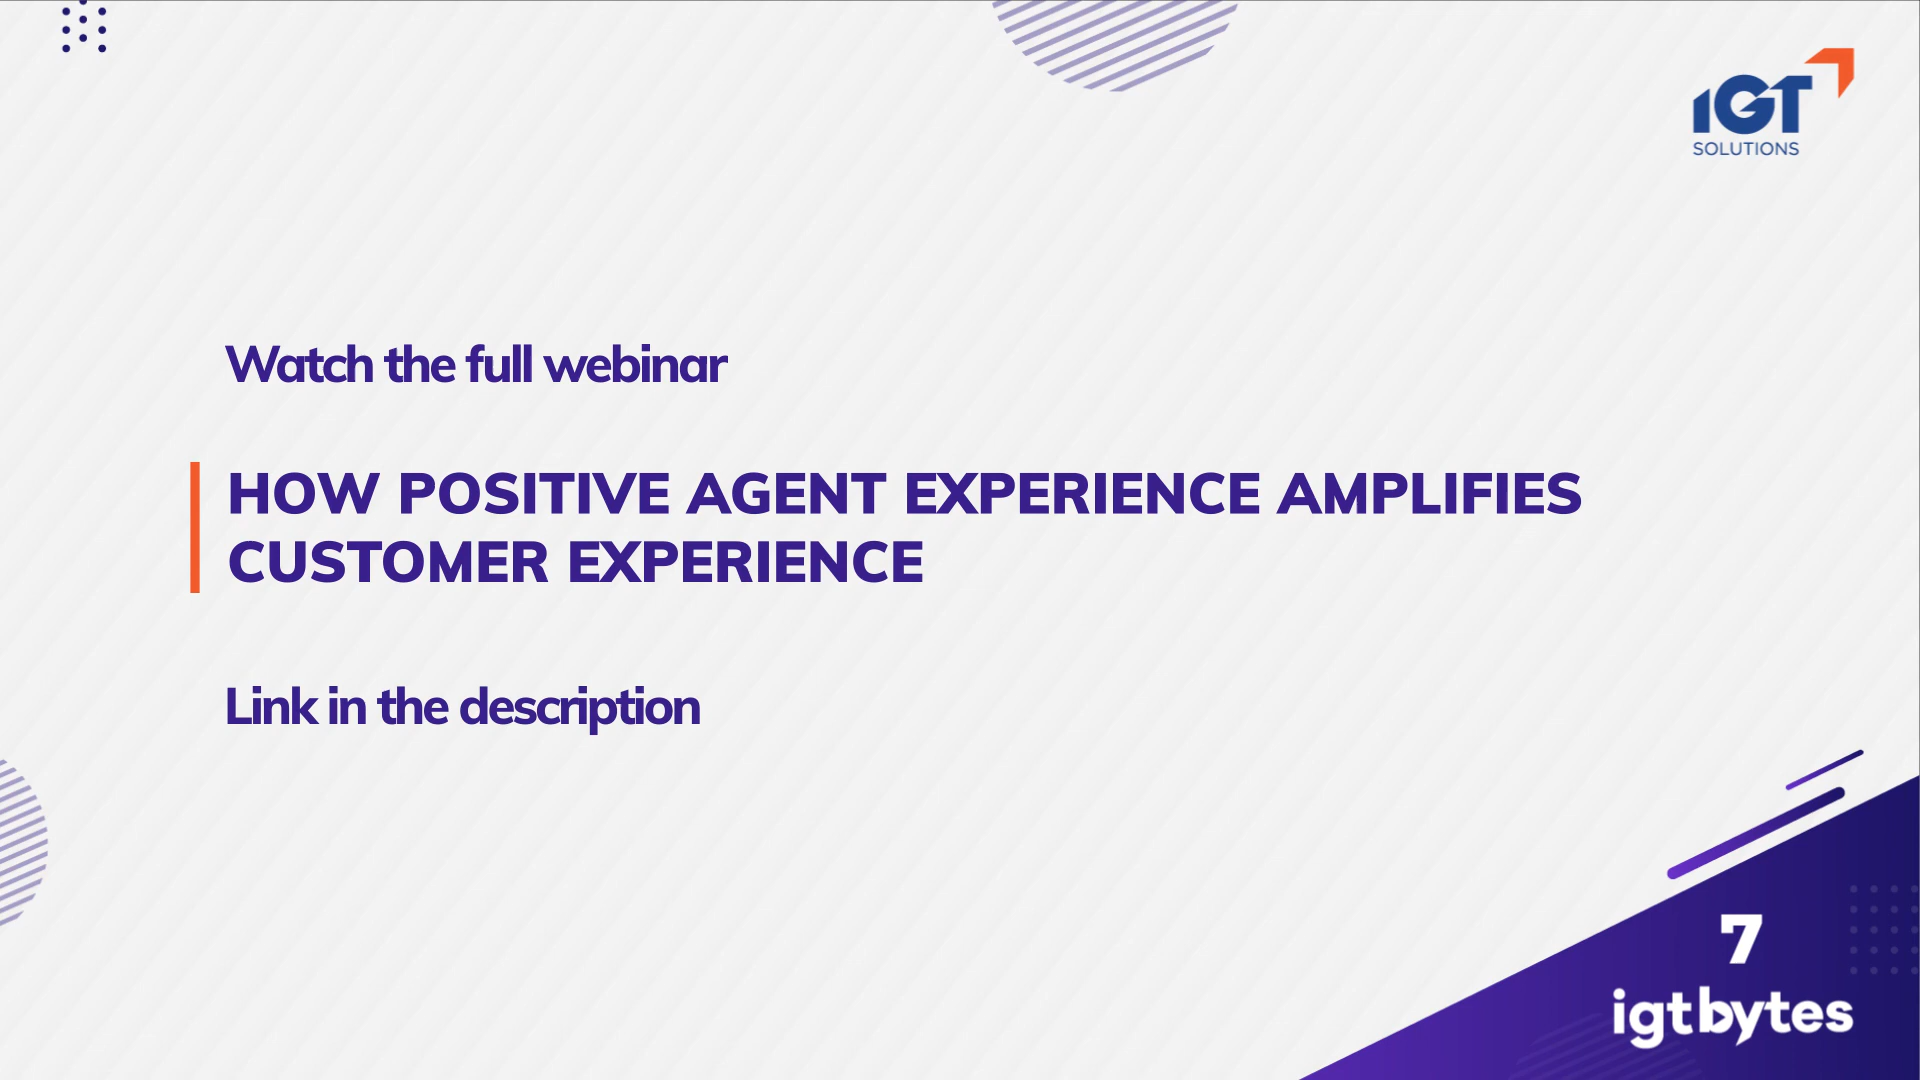 IGT
SOLUTIONS
Watch the full webinar
HOW POSITIVE AGENT EXPERIENCE AMPLIFIES
CUSTOMER EXPERIENCE
Link in the description
7
igtbytes